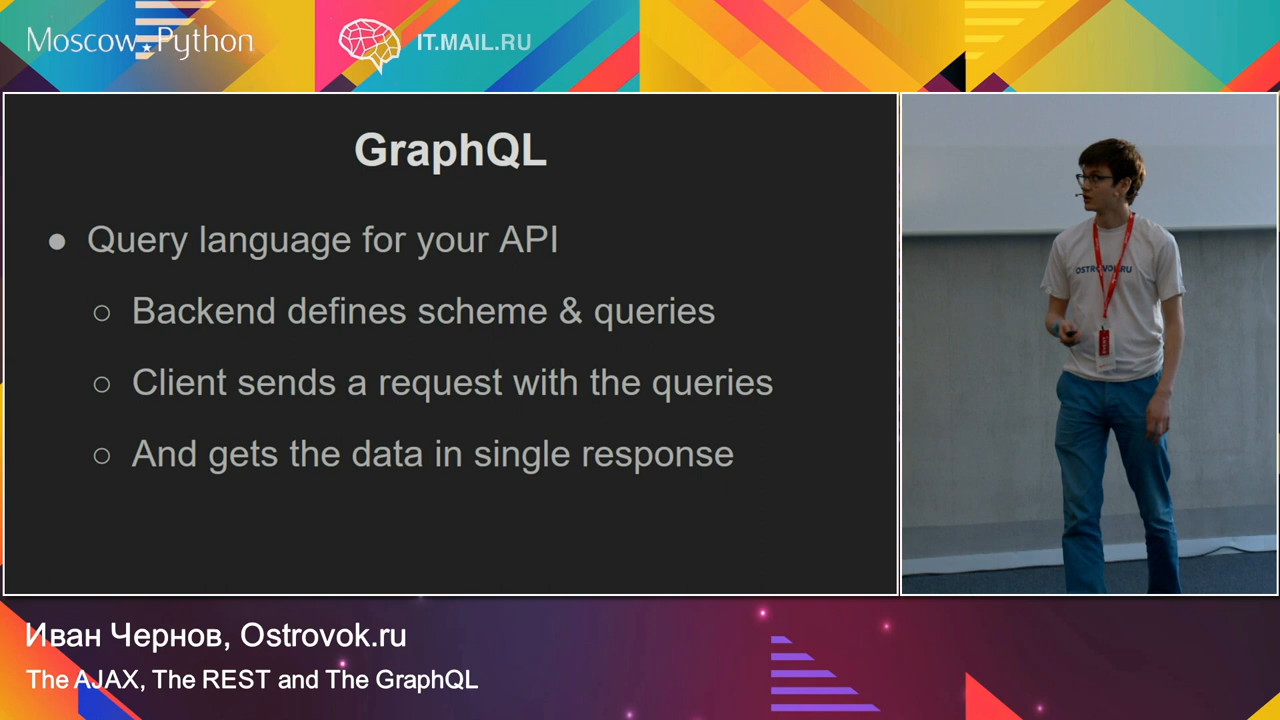 Moscow Python
IT.MAIL.RU
GraphQL
● Query language for your API
○ Backend defines scheme & queries
○ Client sends a request with the queries
○ And gets the data in single response
OSTROVOK.RU
Иван Чернов, Ostrovok.ru
The AJAX, The REST and The GraphQL